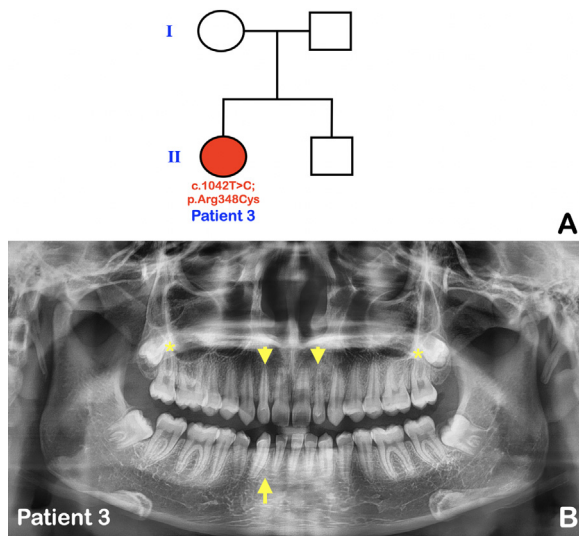 I
II
c.1042T>C;
p.Arg348Cys
Patient 3
A
Patient 3
B